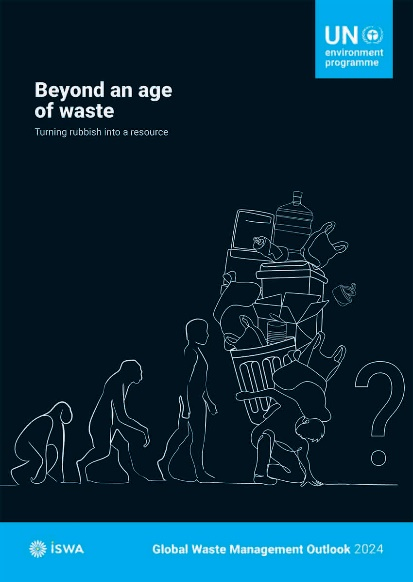 UN
environment
programme
Beyond an age
of waste
Turning rubbish into a resource
?
iSWA
Global Waste Management Outlook 2024